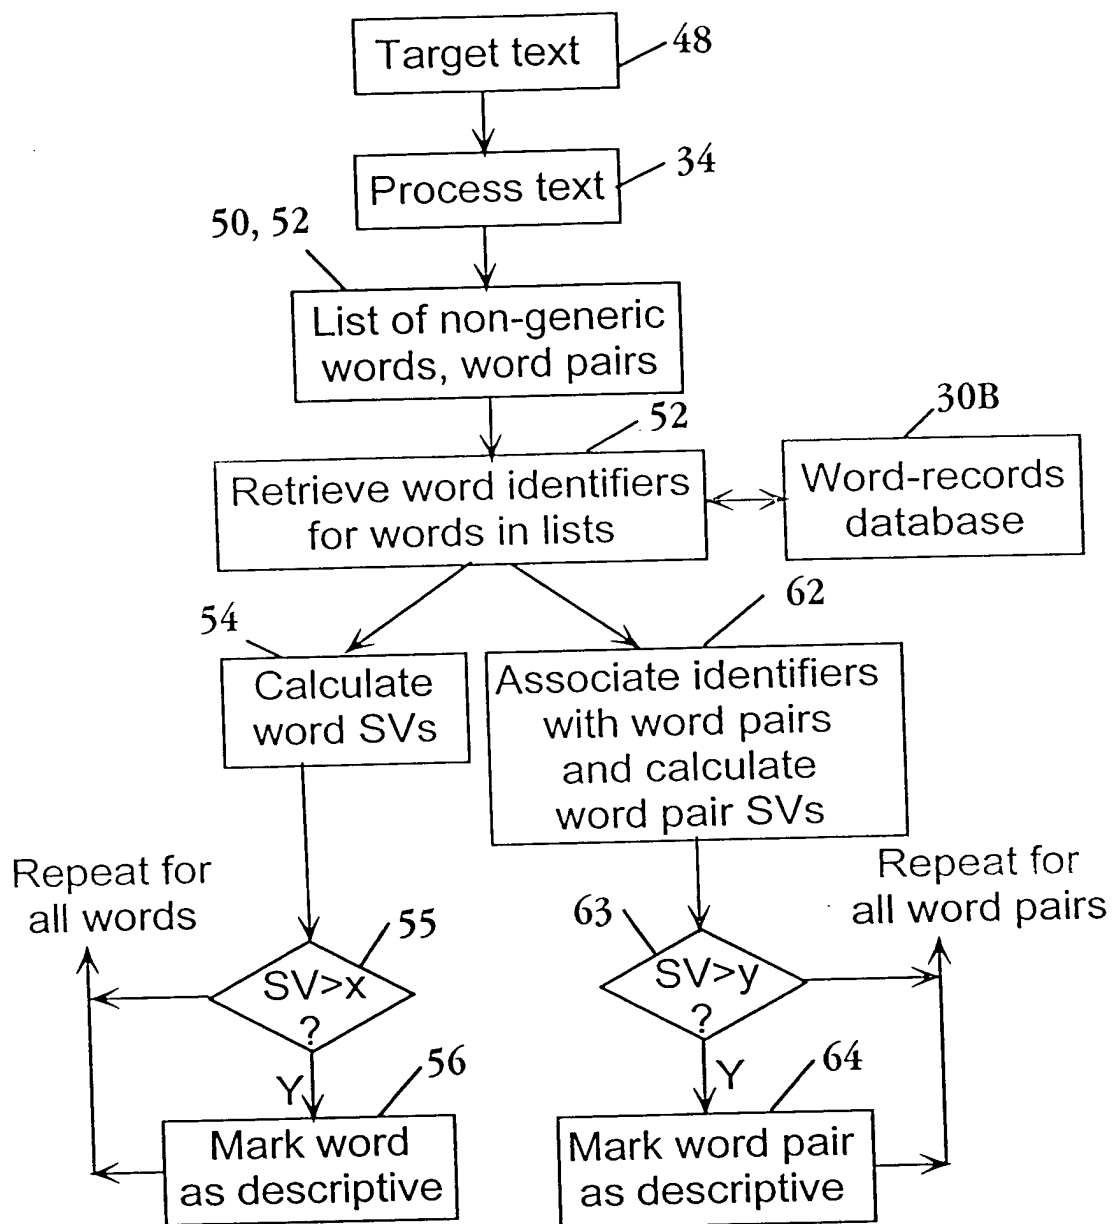 Target text
48
Process text
34
50, 52
List of non-generic
words, word pairs
52
30B
Retrieve word identifiers
for words in lists
Word-records
database
54
62
Calculate
word SVs
Associate identifiers
with word pairs
and calculate
word pair SVs
Repeat for
all words
Repeat for
all word pairs
55
63
SV>x
?
SV>y
?
Y
56
Y
64
Mark word
as descriptive
Mark word pair
as descriptive